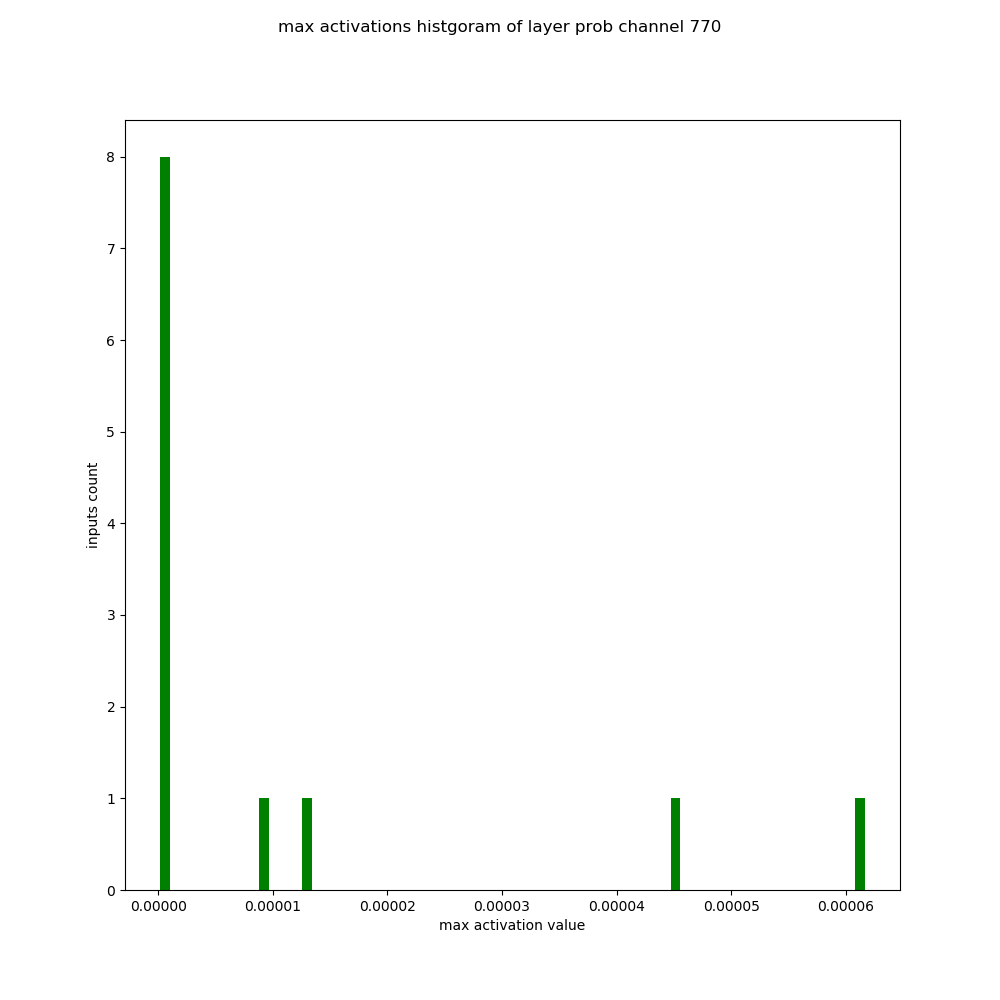 max activations histgoram of layer prob channel 770
8
7
6
5
4
3
2
1
0
inputs count
0.00000 0.00001 0.00002 0.00003 0.00004 0.00005 0.00006
max activation value